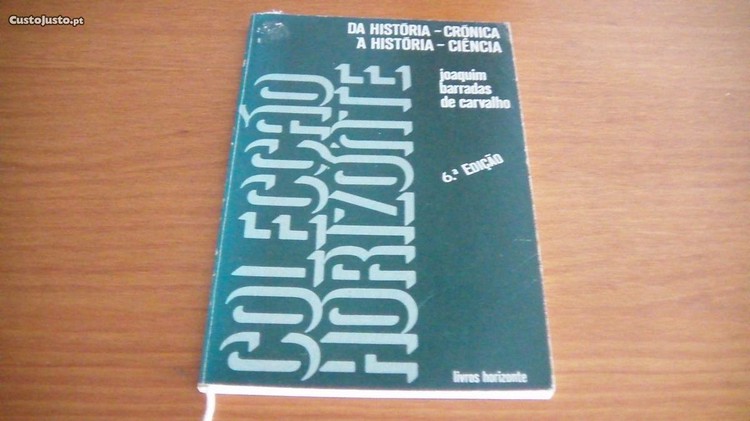 CustoJusto.pt
DA HISTÓRIA - CRÓNICA
À HISTÓRIA - CIÊNCIA
joaquim
barradas
de carvalho
6.ª EDIÇÃO
COLECÇÃO
HORIZONTE
livros horizonte